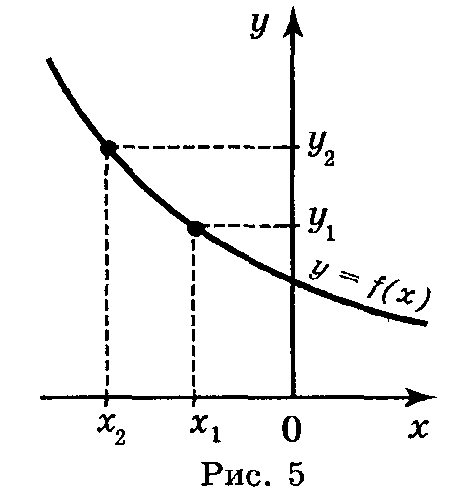 y
y₂
y₁
y = f(x)
x₂ x₁ 0 x
Рис. 5